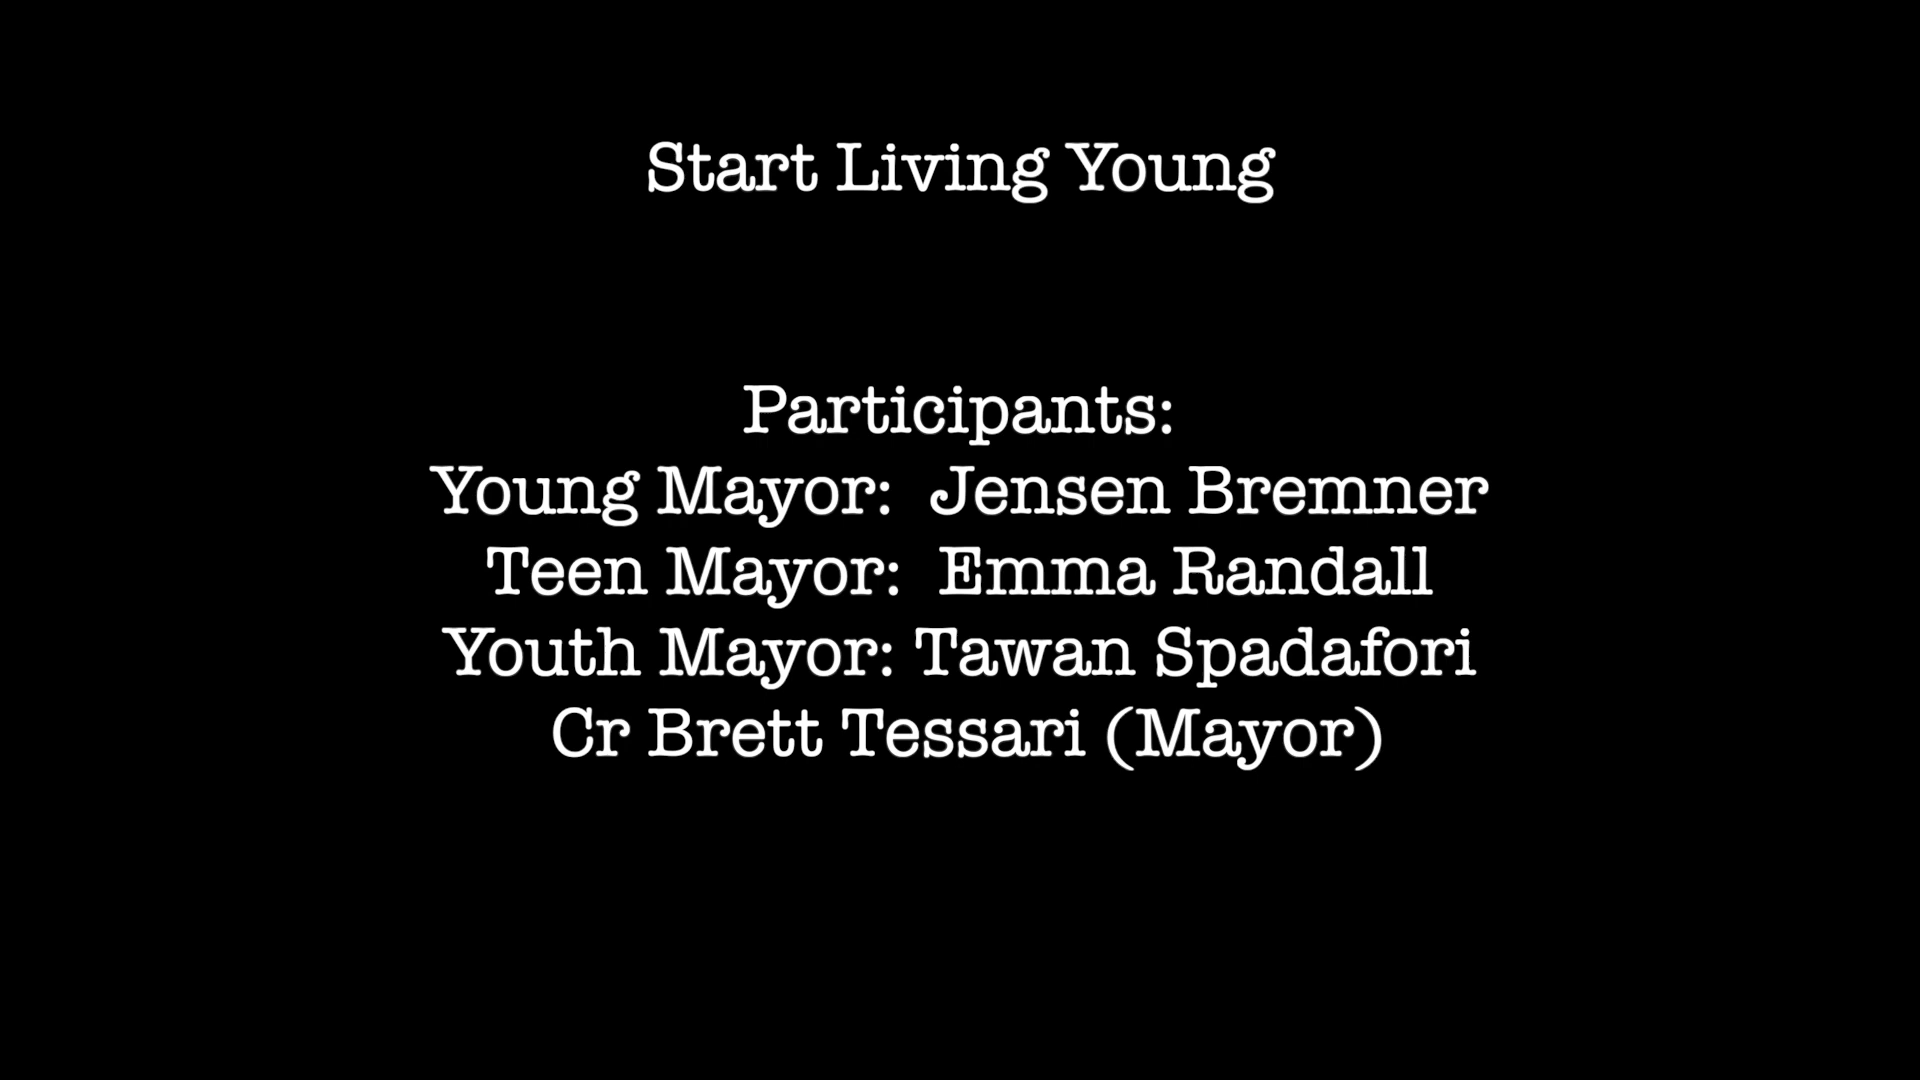 Start Living Young
Participants:
Young Mayor:  Jensen Bremner
Teen Mayor:  Emma Randall
Youth Mayor: Tawan Spadafori
Cr Brett Tessari (Mayor)